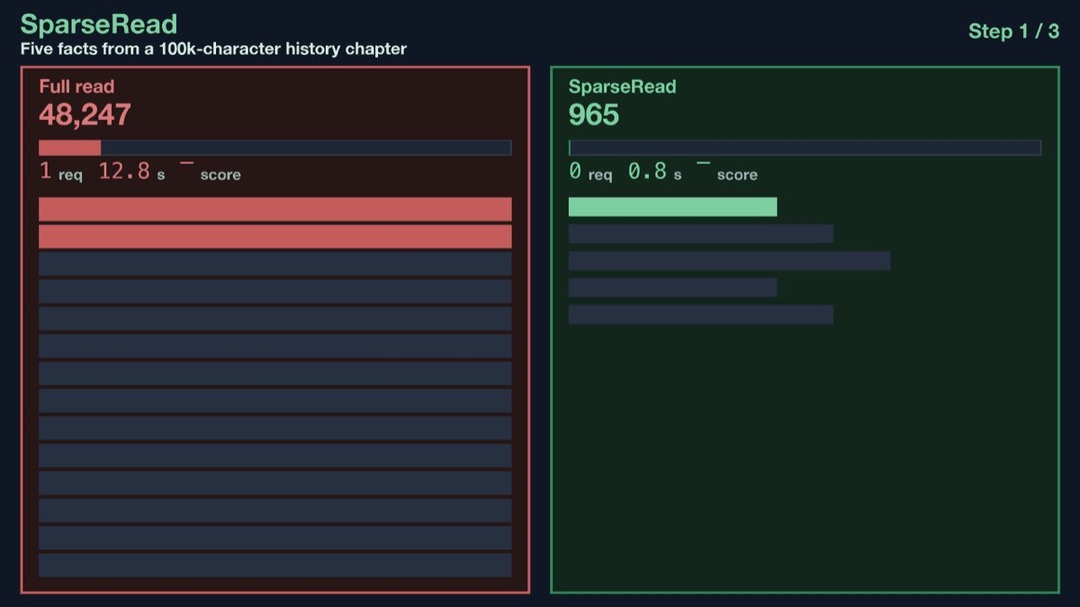 SparseRead
Five facts from a 100k-character history chapter
Step 1 / 3
Full read
48,247
1 req 12.8 s — score
SparseRead
965
0 req 0.8 s — score